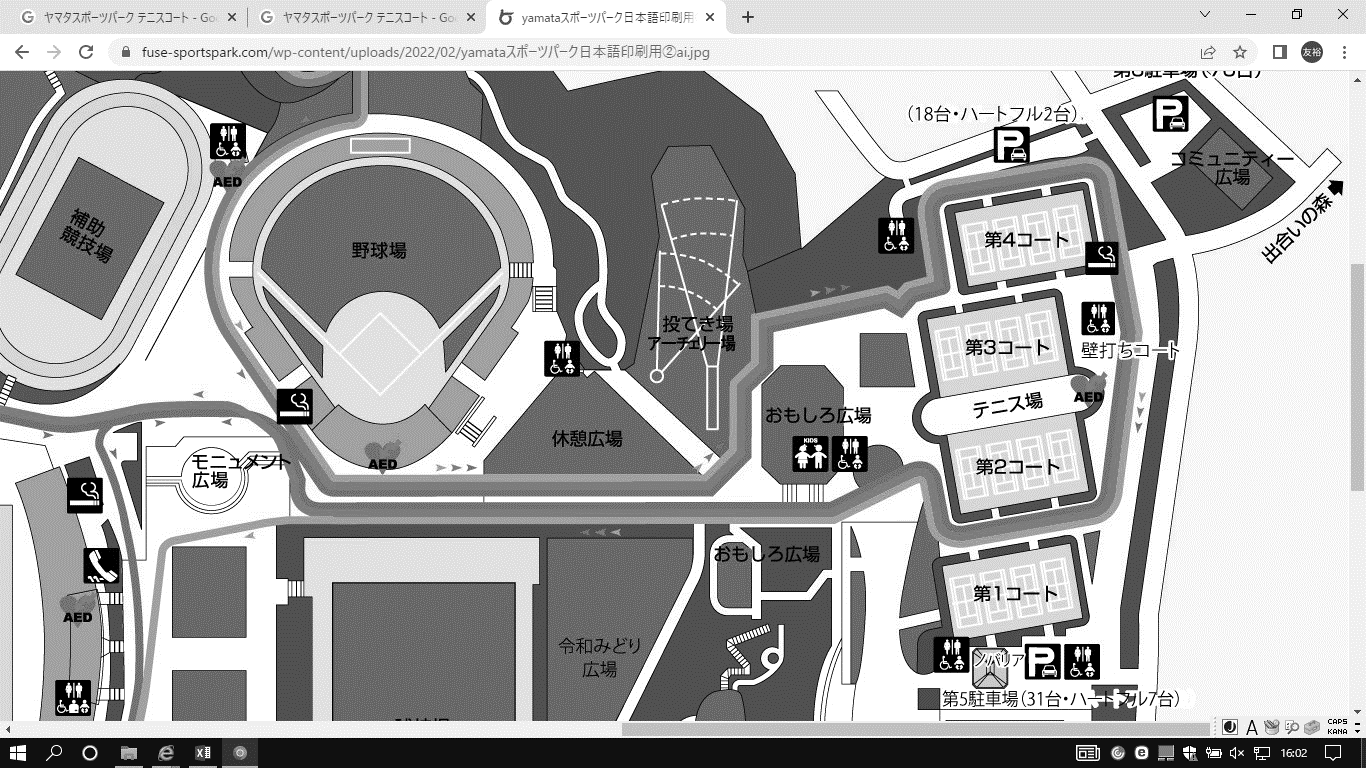 ヤマタスポーツパーク テニスコート - Go
ヤマタスポーツパーク テニスコート - Go
yamataスポーツパーク日本語印刷用
fuse-sportspark.com/wp-content/uploads/2022/02/yamataスポーツパーク日本語印刷用②ai.jpg
友裕
(18台・ハートフル2台)
P
P
コミュニティー
広場
出合いの森
AED
補助
競技場
野球場
第4コート
投てき場
アーチェリー場
第3コート
壁打ちコート
AED
テニス場
おもしろ広場
KIDS
休憩広場
AED
第2コート
モニュメント
広場
おもしろ広場
第1コート
AED
令和みどり
広場
P
第5駐車場(31台・ハートフル7台)
A
CAPS
KANA
16:02